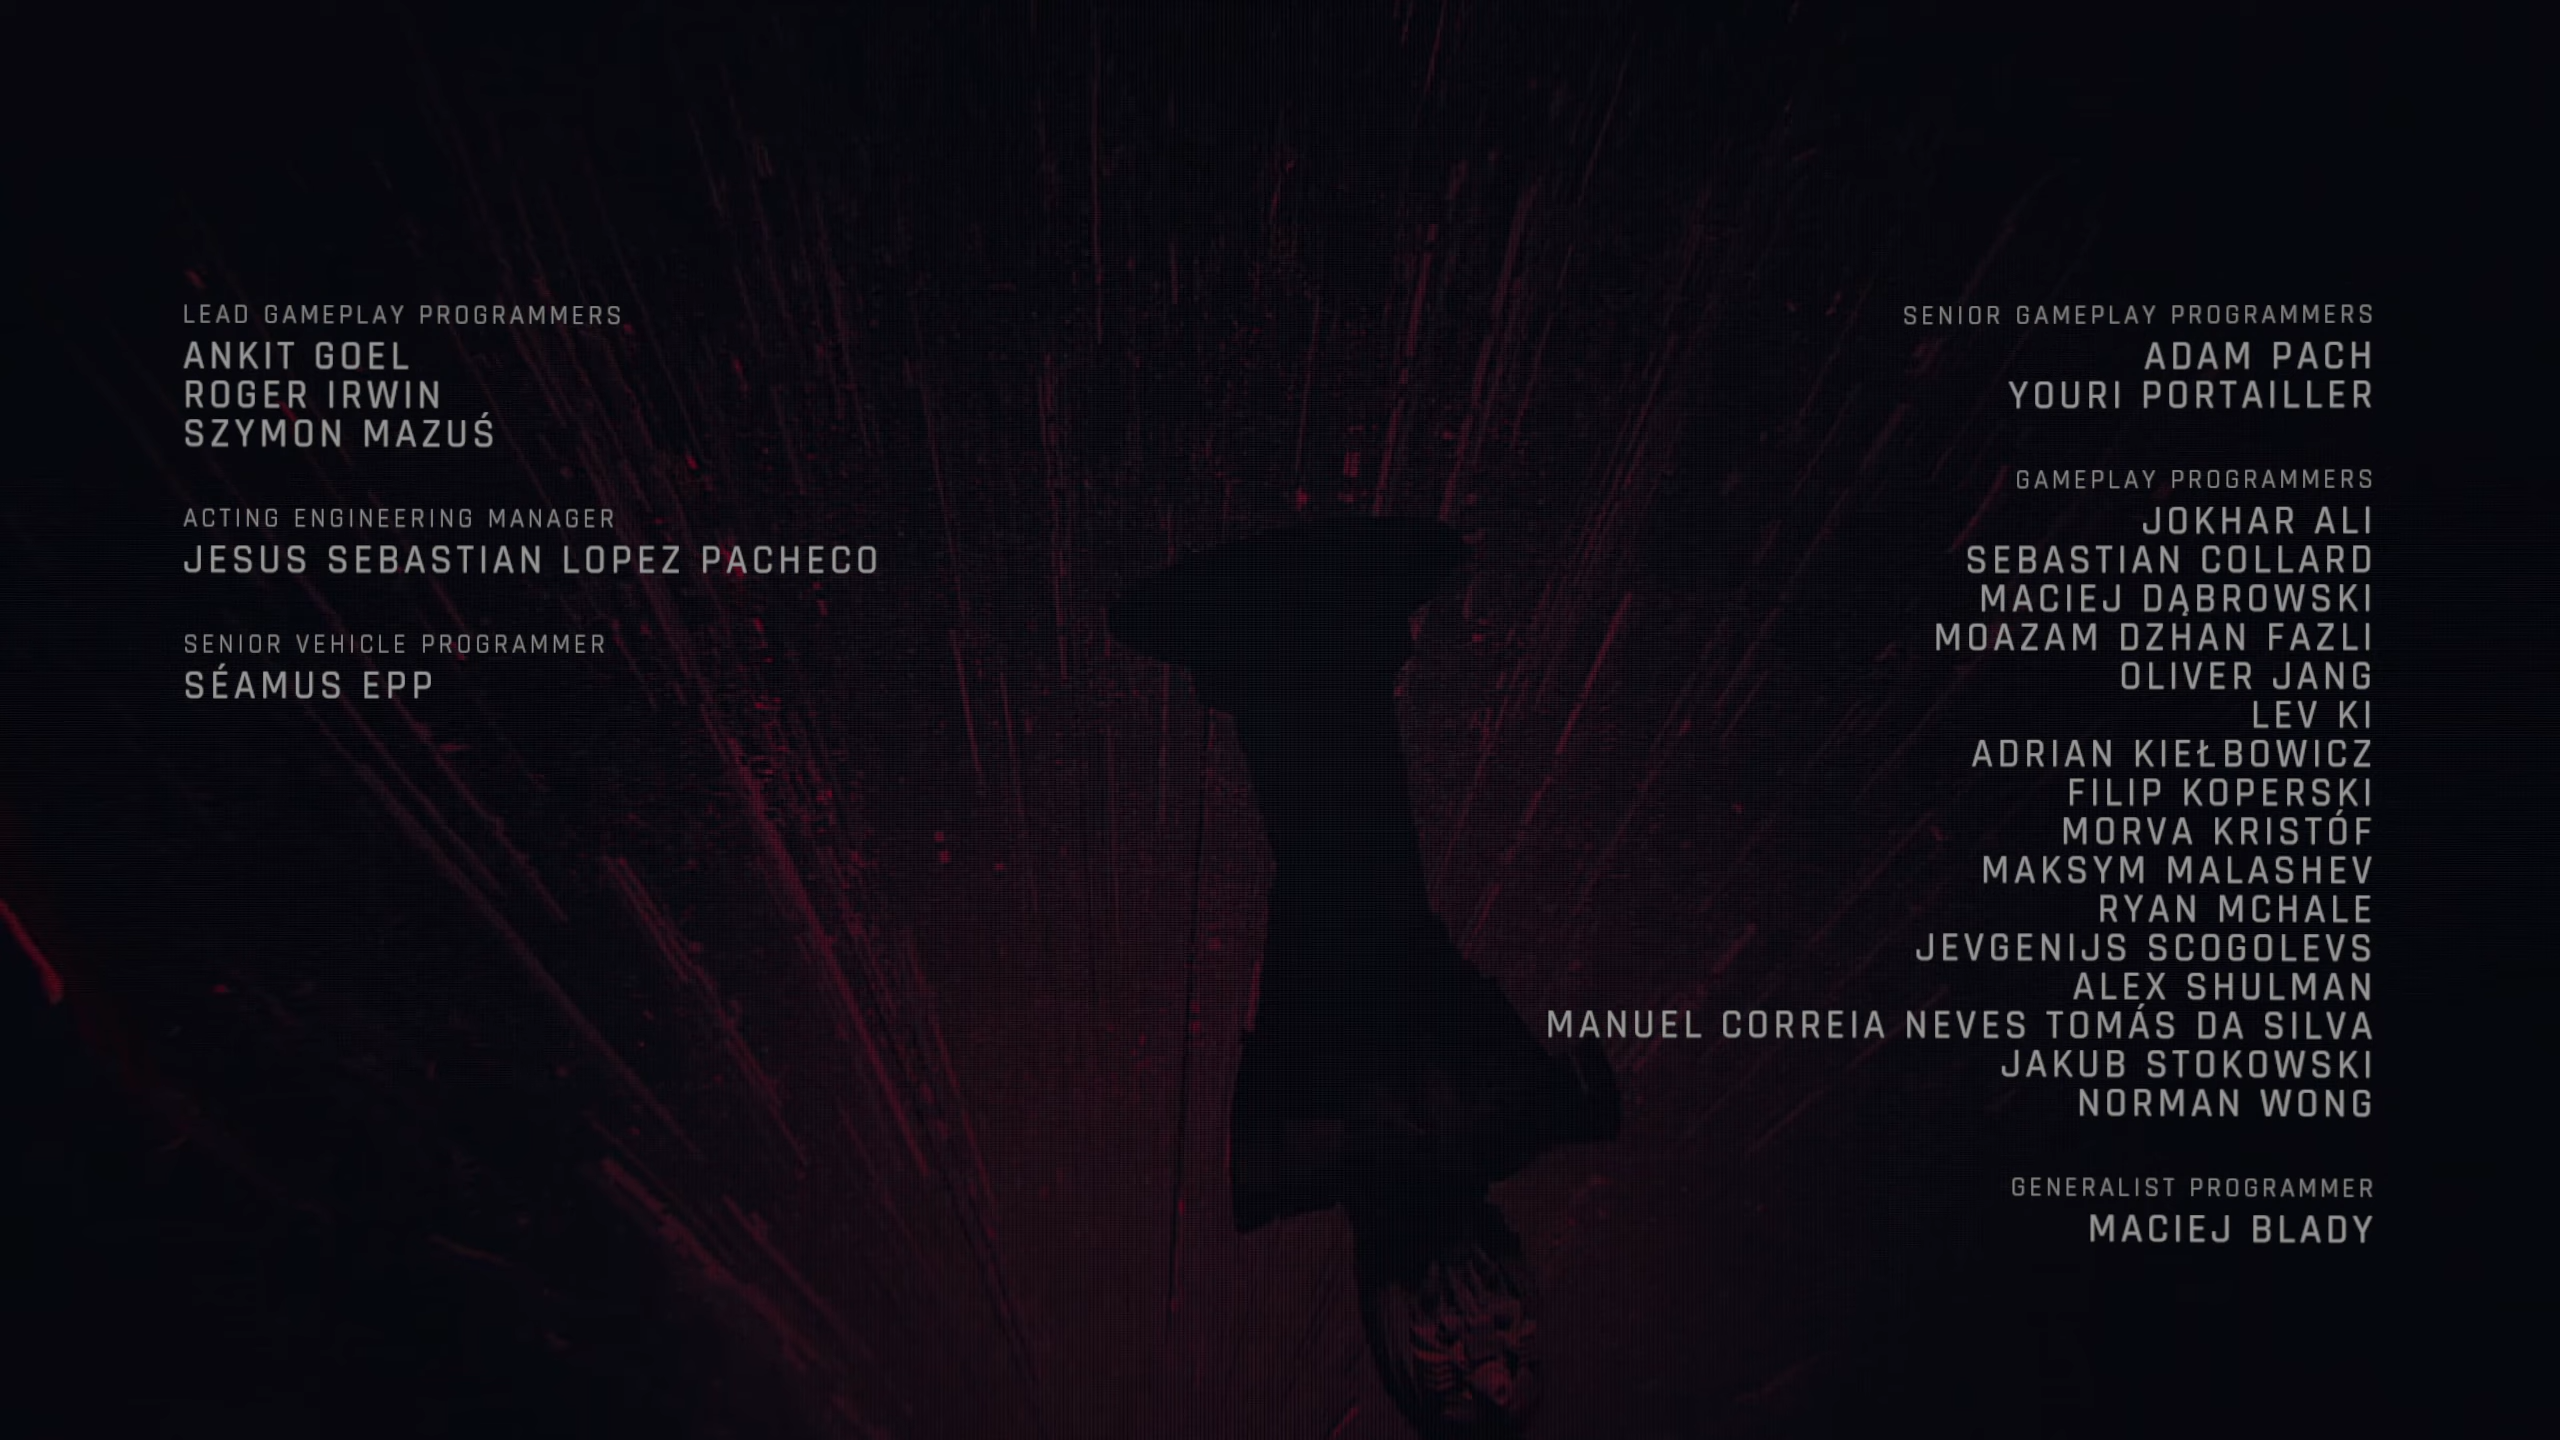 LEAD GAMEPLAY PROGRAMMERS
ANKIT GOEL
ROGER IRWIN
SZYMON MAZUŚ
ACTING ENGINEERING MANAGER
JESUS SEBASTIAN LOPEZ PACHECO
SENIOR VEHICLE PROGRAMMER
SÉAMUS EPP
SENIOR GAMEPLAY PROGRAMMERS
ADAM PACH
YOURI PORTAILLER
GAMEPLAY PROGRAMMERS
JOKHAR ALI
SEBASTIAN COLLARD
MACIEJ DĄBROWSKI
MOAZAM DZHAN FAZLI
OLIVER JANG
LEV KI
ADRIAN KIEŁBOWICZ
FILIP KOPERSKI
MORVA KRISTÓF
MAKSYM MALASHEV
RYAN MCHALE
JEVGENIJS SCOGOLEVS
ALEX SHULMAN
MANUEL CORREIA NEVES TOMÁS DA SILVA
JAKUB STOKOWSKI
NORMAN WONG
GENERALIST PROGRAMMER
MACIEJ BLADY